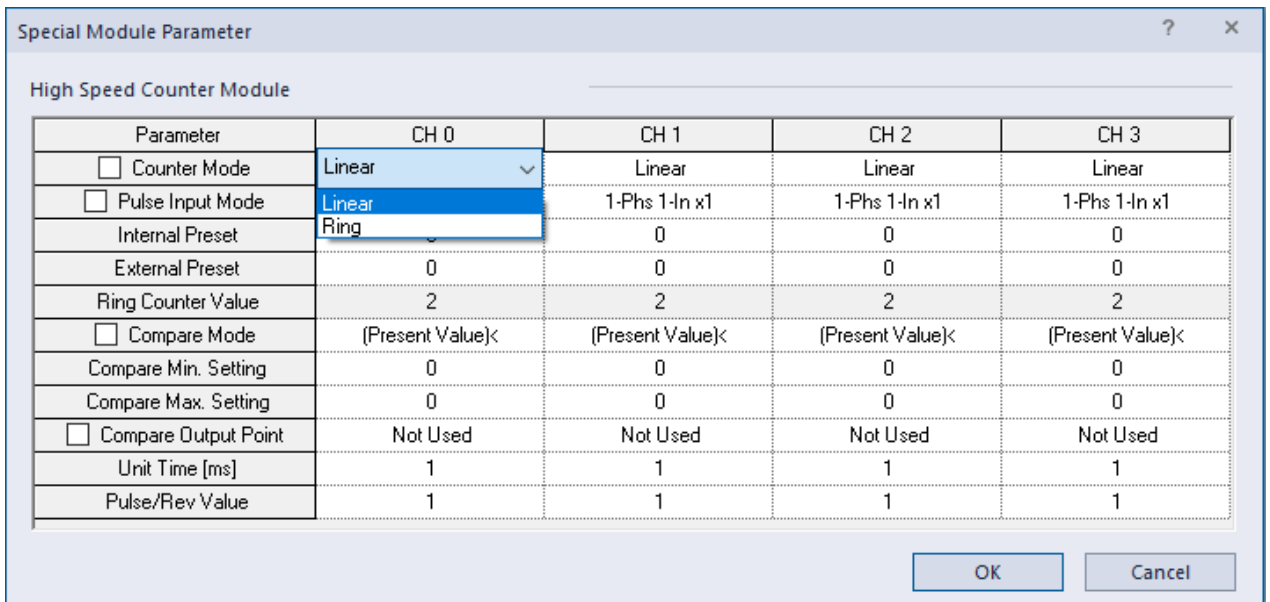 Special Module Parameter ? ×
High Speed Counter Module
Parameter CH 0 CH 1 CH 2 CH 3
Counter Mode Linear Linear Linear Linear
Pulse Input Mode Linear 1-Phs 1-In x1 1-Phs 1-In x1 1-Phs 1-In x1
Ring
Internal Preset 0 0 0
External Preset 0 0 0 0
Ring Counter Value 2 2 2 2
Compare Mode (Present Value)< (Present Value)< (Present Value)< (Present Value)<
Compare Min. Setting 0 0 0 0
Compare Max. Setting 0 0 0 0
Compare Output Point Not Used Not Used Not Used Not Used
Unit Time [ms] 1 1 1 1
Pulse/Rev Value 1 1 1 1
OK Cancel